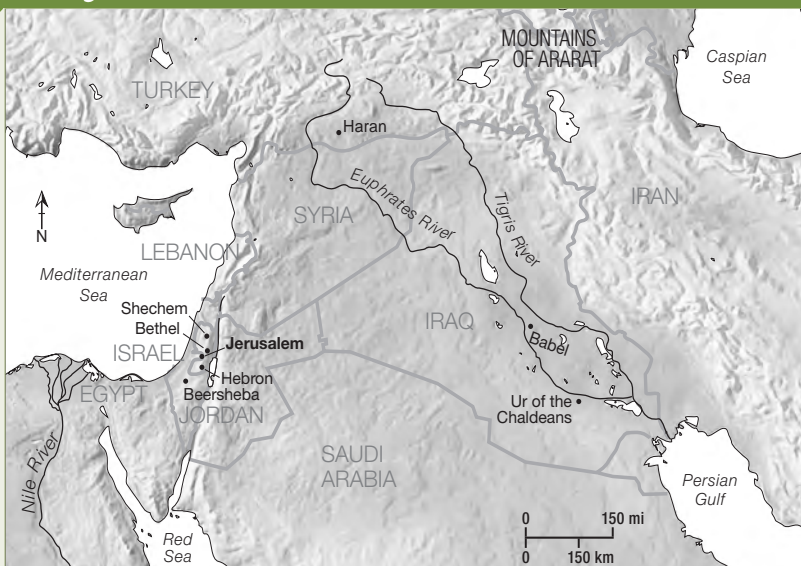 MOUNTAINS
OF ARARAT
Caspian
Sea
TURKEY
Haran
IRAN
Euphrates River
Tigris River
SYRIA
N
LEBANON
Mediterranean
Sea
Shechem
Bethel
IRAQ
Babel
ISRAEL
Jerusalem
Hebron
EGYPT
Beersheba
JORDAN
Ur of the
Chaldeans
SAUDI
ARABIA
Nile River
Persian
Gulf
Red
Sea
0 150 mi
0 150 km